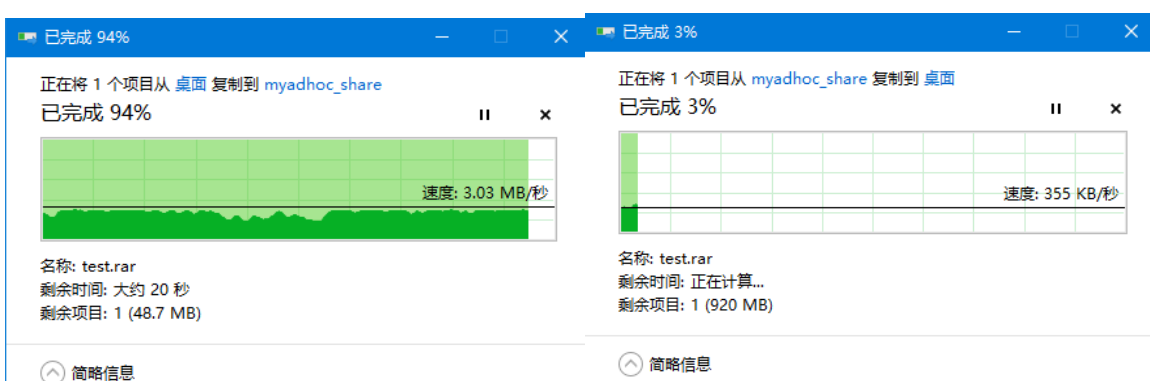 已完成 94%
正在将 1 个项目从 桌面 复制到 myadhoc_share
已完成 94%
速度: 3.03 MB/秒
名称: test.rar
剩余时间: 大约 20 秒
剩余项目: 1 (48.7 MB)
简略信息
已完成 3%
正在将 1 个项目从 myadhoc_share 复制到 桌面
已完成 3%
速度: 355 KB/秒
名称: test.rar
剩余时间: 正在计算...
剩余项目: 1 (920 MB)
简略信息